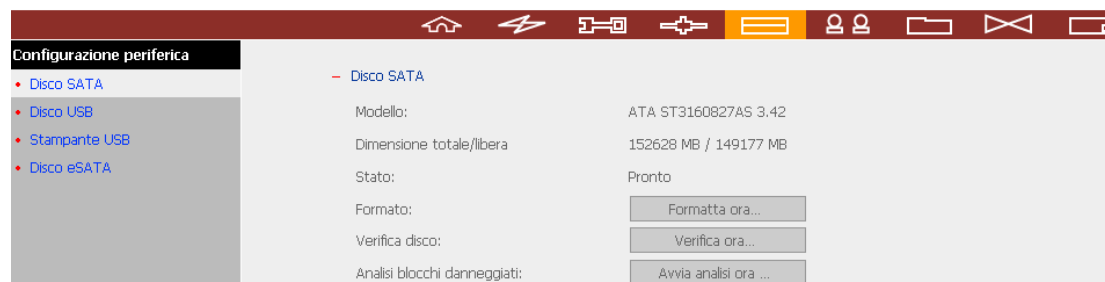 Configurazione periferica
Disco SATA
Disco USB
Stampante USB
Disco eSATA
– Disco SATA
Modello: ATA ST3160827AS 3.42
Dimensione totale/libera 152628 MB / 149177 MB
Stato: Pronto
Formato: Formatta ora...
Verifica disco: Verifica ora...
Analisi blocchi danneggiati: Avvia analisi ora ...